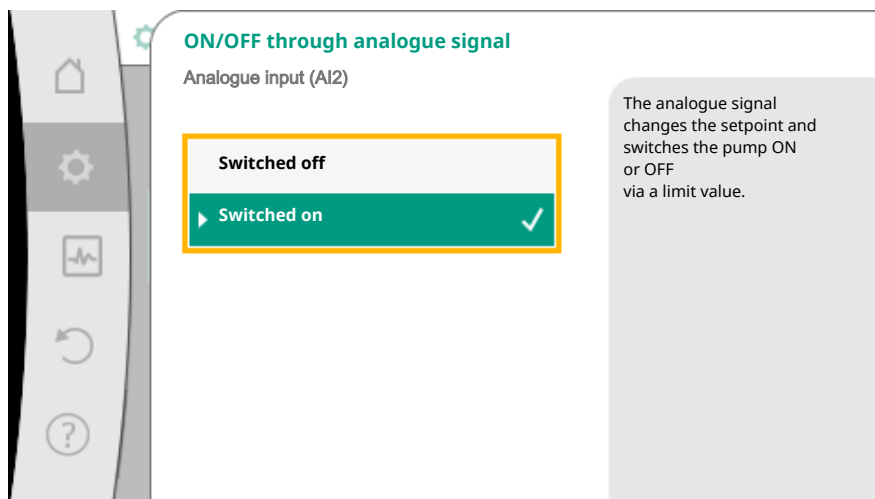 ON/OFF through analogue signal
Analogue input (AI2)
Switched off
Switched on
The analogue signal
changes the setpoint and
switches the pump ON
or OFF
via a limit value.
?